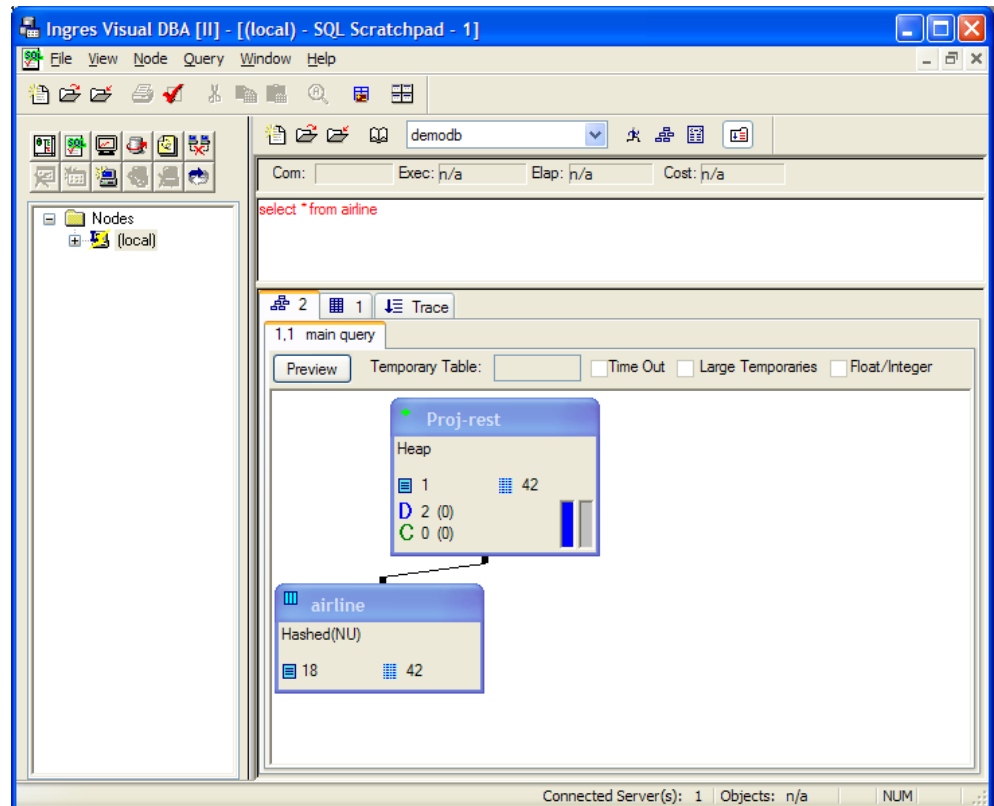 Ingres Visual DBA [II] - [(local) - SQL Scratchpad - 1]
File View Node Query Window Help
demodb
Com: Exec: n/a Elap: n/a Cost: n/a
Nodes
(local)
select * from airline
2 1 Trace
1,1 main query
Preview Temporary Table: Time Out Large Temporaries Float/Integer
Proj-rest
Heap
1 42
D 2 (0)
C 0 (0)
airline
Hashed(NU)
18 42
Connected Server(s): 1 Objects: n/a NUM